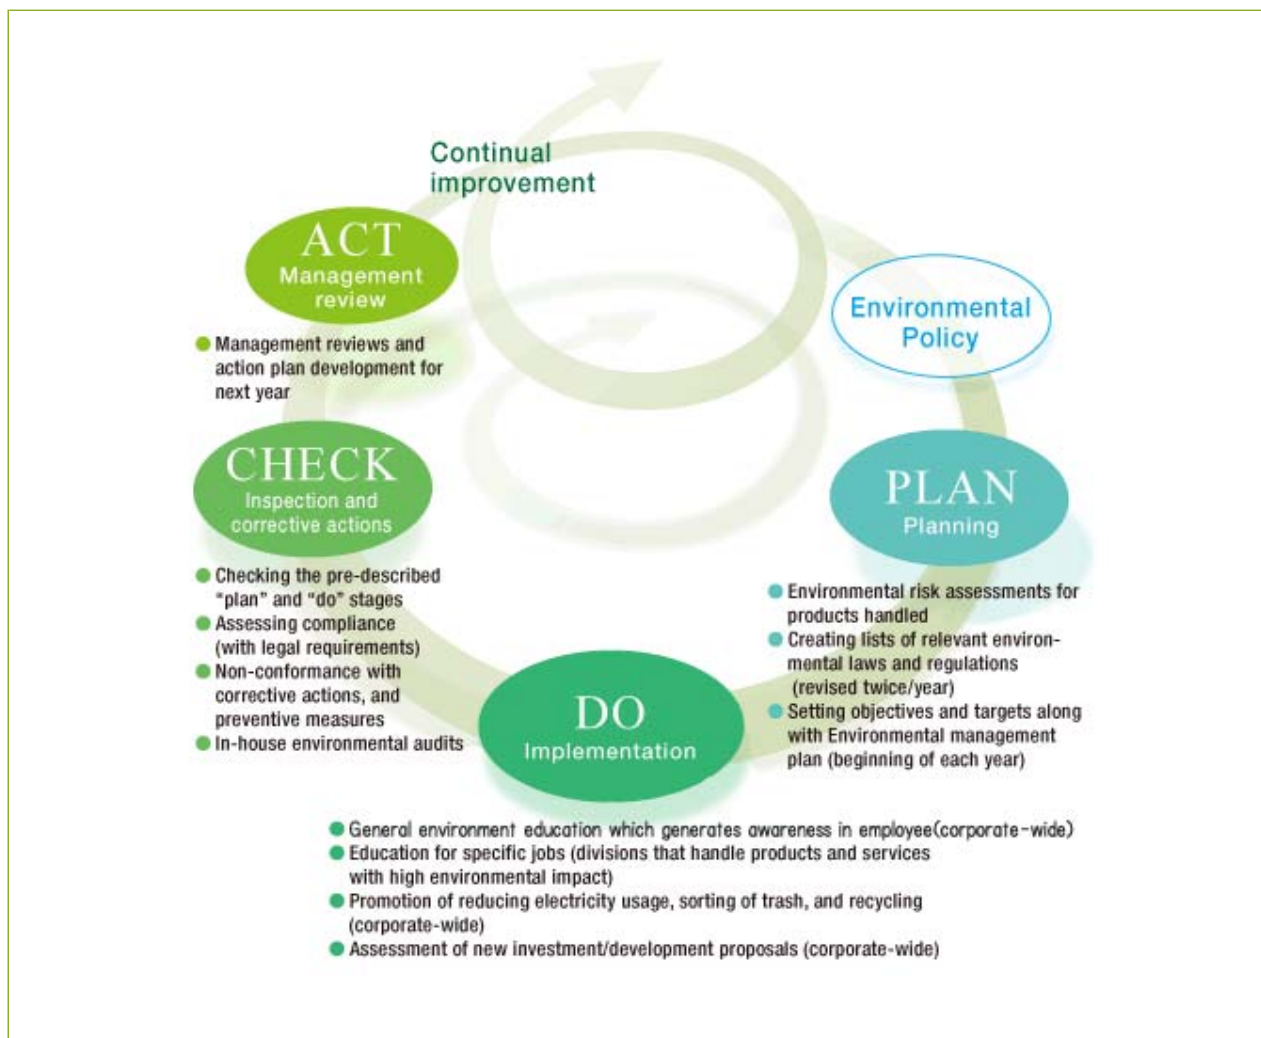 Continual
improvement
ACT
Management
review
Management reviews and
action plan development for
next year
Environmental
Policy
CHECK
Inspection and
corrective actions
Checking the pre-described
“plan” and “do” stages
Assessing compliance
(with legal requirements)
Non-conformance with
corrective actions, and
preventive measures
In-house environmental audits
PLAN
Planning
Environmental risk assessments for
products handled
Creating lists of relevant environ-
mental laws and regulations
(revised twice/year)
Setting objectives and targets along
with Environmental management
plan (beginning of each year)
DO
Implementation
General environment education which generates awareness in employee(corporate-wide)
Education for specific jobs (divisions that handle products and services
with high environmental impact)
Promotion of reducing electricity usage, sorting of trash, and recycling
(corporate-wide)
Assessment of new investment/development proposals (corporate-wide)